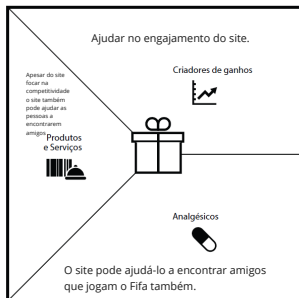 Ajudar no engajamento do site.
Criadores de ganhos
Apesar do site
focar na
competitividade
o site também
pode ajudar as
pessoas a
encontrarem
amigos
Produtos
e Serviços
Analgésicos
O site pode ajudá-lo a encontrar amigos
que jogam o Fifa também.